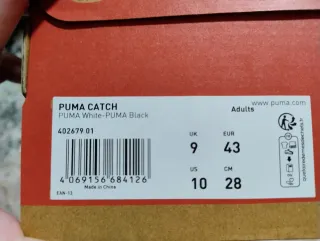 PUMA CATCH
PUMA White-PUMA Black
402679 01
4 069156 684126
Made in China
www.puma.com
Adults
UK EUR
9 43
US CM
10 28